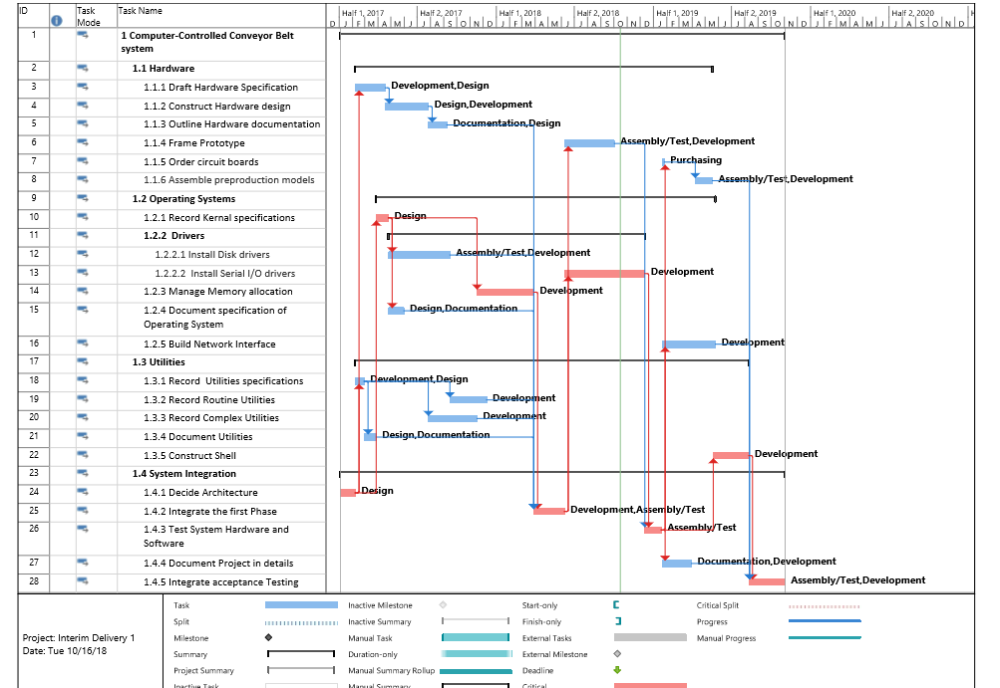 ID Task Mode Task Name Half 1, 2017 Half 2, 2017 Half 1, 2018 Half 2, 2018 Half 1, 2019 Half 2, 2019 Half 1, 2020 Half 2, 2020 H
D J F M A M J J A S O N D J F M A M J J A S O N D J F M A M J J A S O N D J F M A M J J A S O N D
1 1 Computer-Controlled Conveyor Belt
system
2 1.1 Hardware
3 1.1.1 Draft Hardware Specification Development,Design
4 1.1.2 Construct Hardware design Design,Development
5 1.1.3 Outline Hardware documentation Documentation,Design
6 1.1.4 Frame Prototype Assembly/Test,Development
7 1.1.5 Order circuit boards Purchasing
8 1.1.6 Assemble preproduction models Assembly/Test,Development
9 1.2 Operating Systems
10 1.2.1 Record Kernal specifications Design
11 1.2.2 Drivers
12 1.2.2.1 Install Disk drivers Assembly/Test,Development
13 1.2.2.2 Install Serial I/O drivers Development
14 1.2.3 Manage Memory allocation Development
15 1.2.4 Document specification of Design,Documentation
Operating System
16 1.2.5 Build Network Interface Development
17 1.3 Utilities
18 1.3.1 Record Utilities specifications Development,Design
19 1.3.2 Record Routine Utilities Development
20 1.3.3 Record Complex Utilities Development
21 1.3.4 Document Utilities Design,Documentation
22 1.3.5 Construct Shell Development
23 1.4 System Integration
24 1.4.1 Decide Architecture Design
25 1.4.2 Integrate the first Phase Development,Assembly/Test
26 1.4.3 Test System Hardware and Assembly/Test
Software
27 1.4.4 Document Project in details Documentation,Development
28 1.4.5 Integrate acceptance Testing Assembly/Test,Development
Project: Interim Delivery 1
Date: Tue 10/16/18
Task Inactive Milestone Start-only Critical Split
Split Inactive Summary Finish-only Progress
Milestone Manual Task External Tasks Manual Progress
Summary Duration-only External Milestone
Project Summary Manual Summary Rollup Deadline
Inactive Task Manual Summary Critical